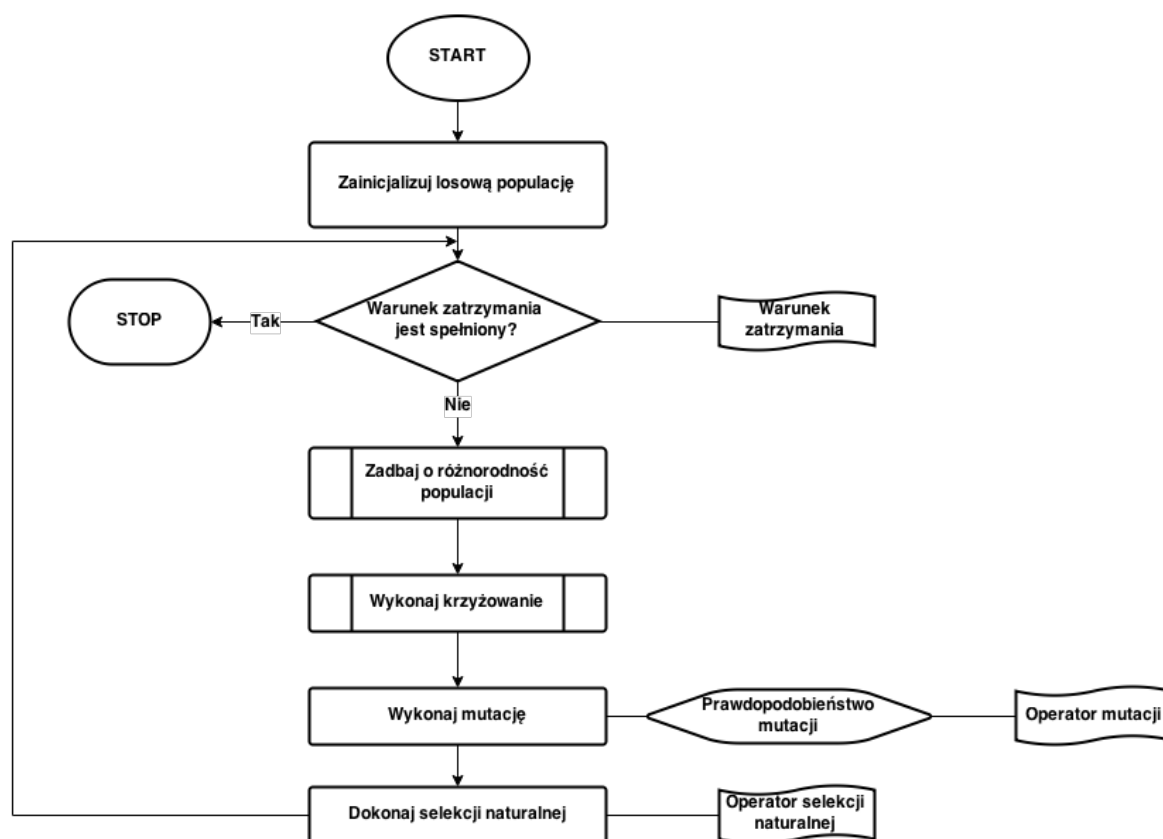 START
Zainicjalizuj losową populację
Warunek zatrzymania
jest spełniony?
Tak
STOP
Warunek
zatrzymania
Nie
Zadbaj o różnorodność
populacji
Wykonaj krzyżowanie
Wykonaj mutację
Prawdopodobieństwo
mutacji
Operator mutacji
Dokonaj selekcji naturalnej
Operator selekcji
naturalnej